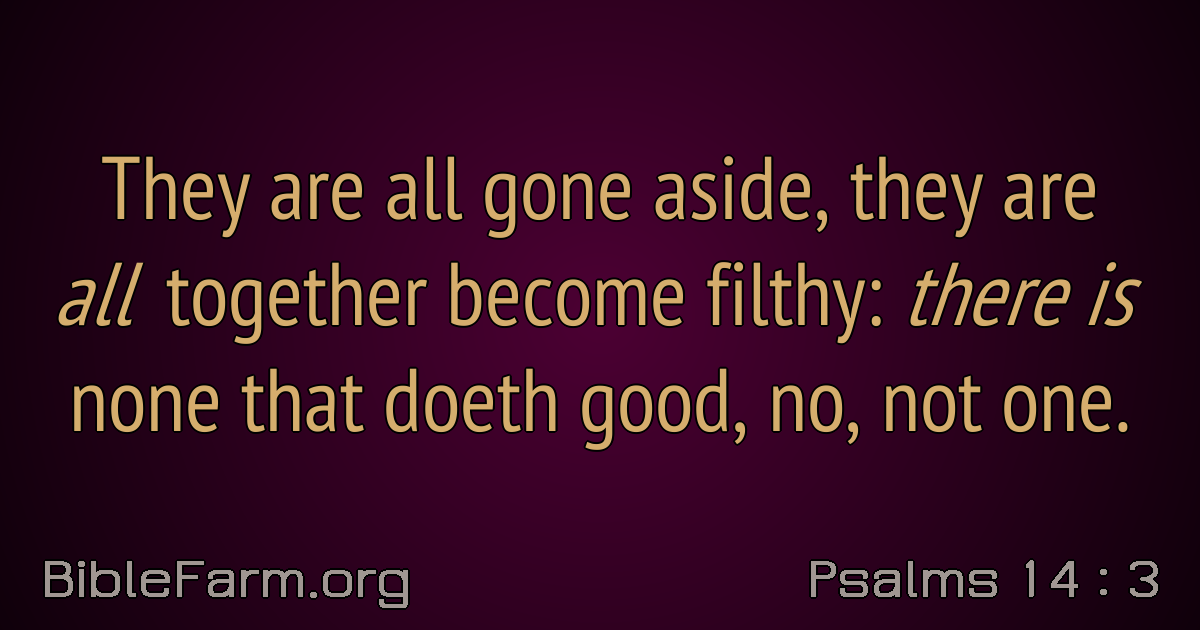 They are all gone aside, they are
all together become filthy: there is
none that doeth good, no, not one.
BibleFarm.org
Psalms 14 : 3